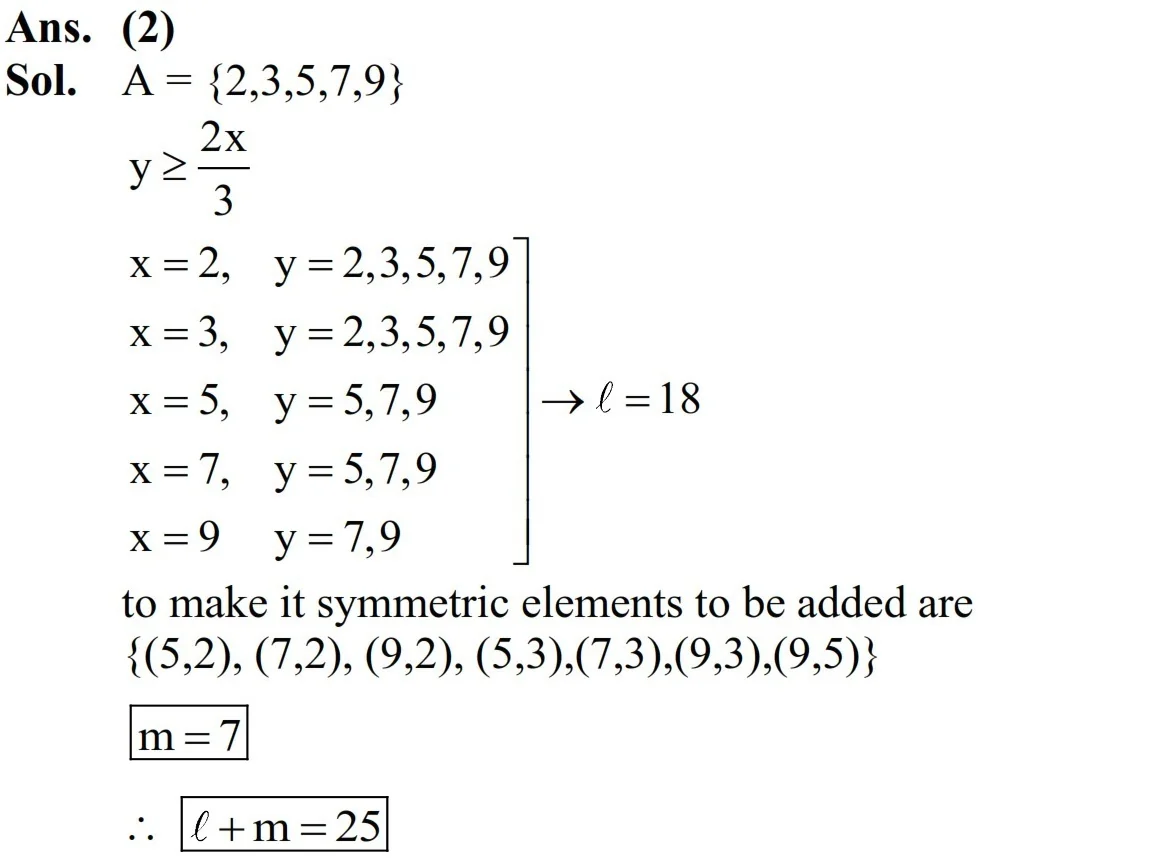 Ans. (2)
Sol. A = {2,3,5,7,9}
y ≥ 2x/3
x = 2, y = 2,3,5,7,9
x = 3, y = 2,3,5,7,9
x = 5, y = 5,7,9 → ℓ = 18
x = 7, y = 5,7,9
x = 9 y = 7,9
to make it symmetric elements to be added are
{(5,2), (7,2), (9,2), (5,3),(7,3),(9,3),(9,5)}
m = 7
∴ ℓ + m = 25